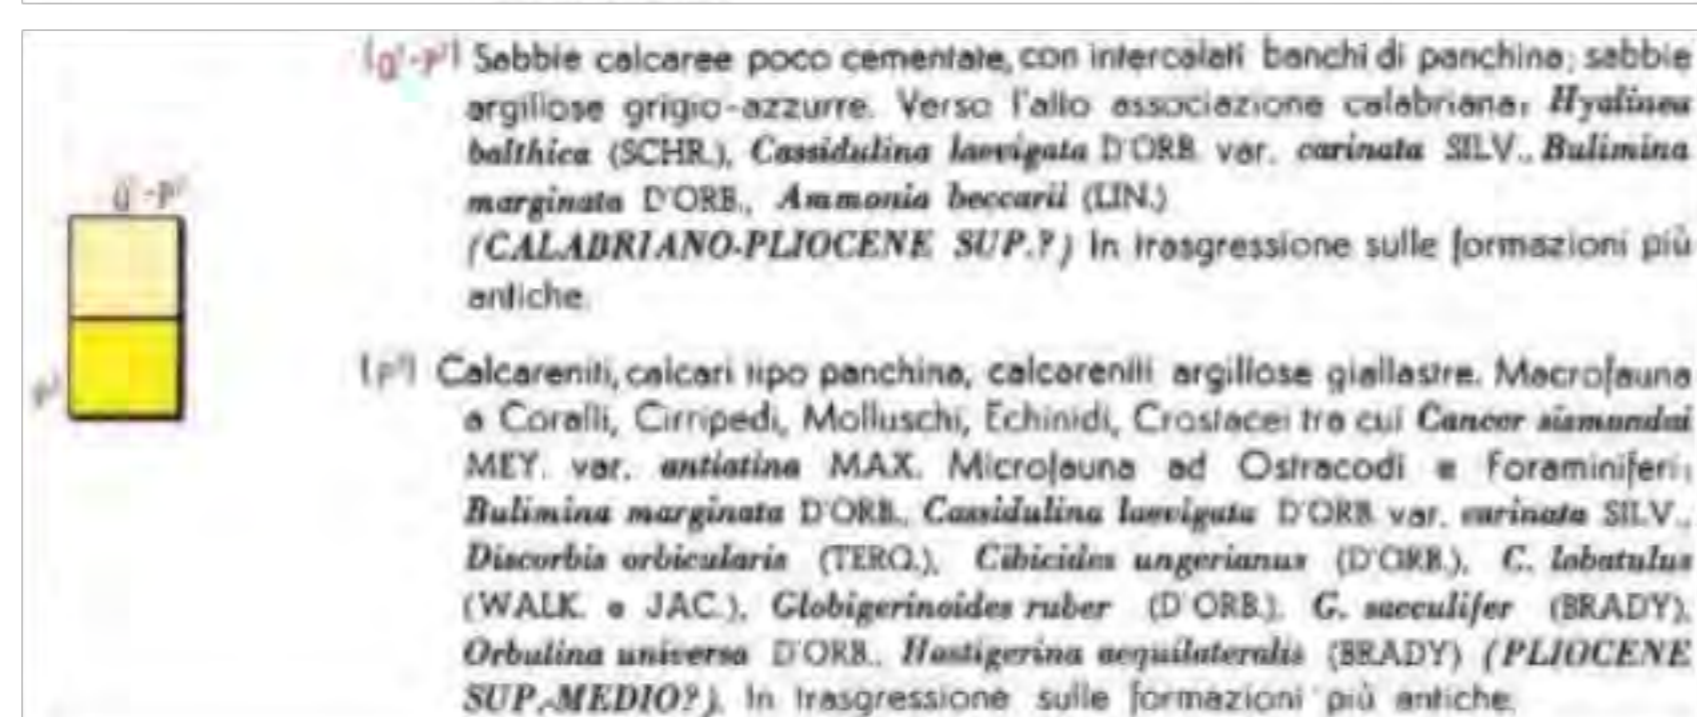 Sabbie calcaree poco cementate, con intercalati banchi di panchina; sabbie
argillose grigio-azzurre. Verso l'alto associazione calabriana: Hyalinea
balthica (SCHR.), Cassidulina laevigata D'ORB. var. carinata SILV., Bulimina
marginata D'ORB., Ammonia beccarii (LIN.)
(CALABRIANO-PLIOCENE SUP.?) In trasgressione sulle formazioni più
antiche.
Calcareniti, calcari tipo panchina, calcareniti argillose giallastre. Macrofauna
a Coralli, Cirripedi, Molluschi, Echinidi, Crostacei tra cui Cancer sismondai
MEY. var. antiatina MAX. Microfauna ad Ostracodi e Foraminiferi:
Bulimina marginata D'ORB., Cassidulina laevigata D'ORB. var. carinata SILV.,
Discorbis orbicularis (TERQ.), Cibicides ungerianus (D'ORB.), C. lobatulus
(WALK. e JAC.), Globigerinoides ruber (D'ORB.), G. sacculifer (BRADY),
Orbulina universa D'ORB., Hastigerina aequilateralis (BRADY) (PLIOCENE
SUP.-MEDIO?). In trasgressione sulle formazioni più antiche.